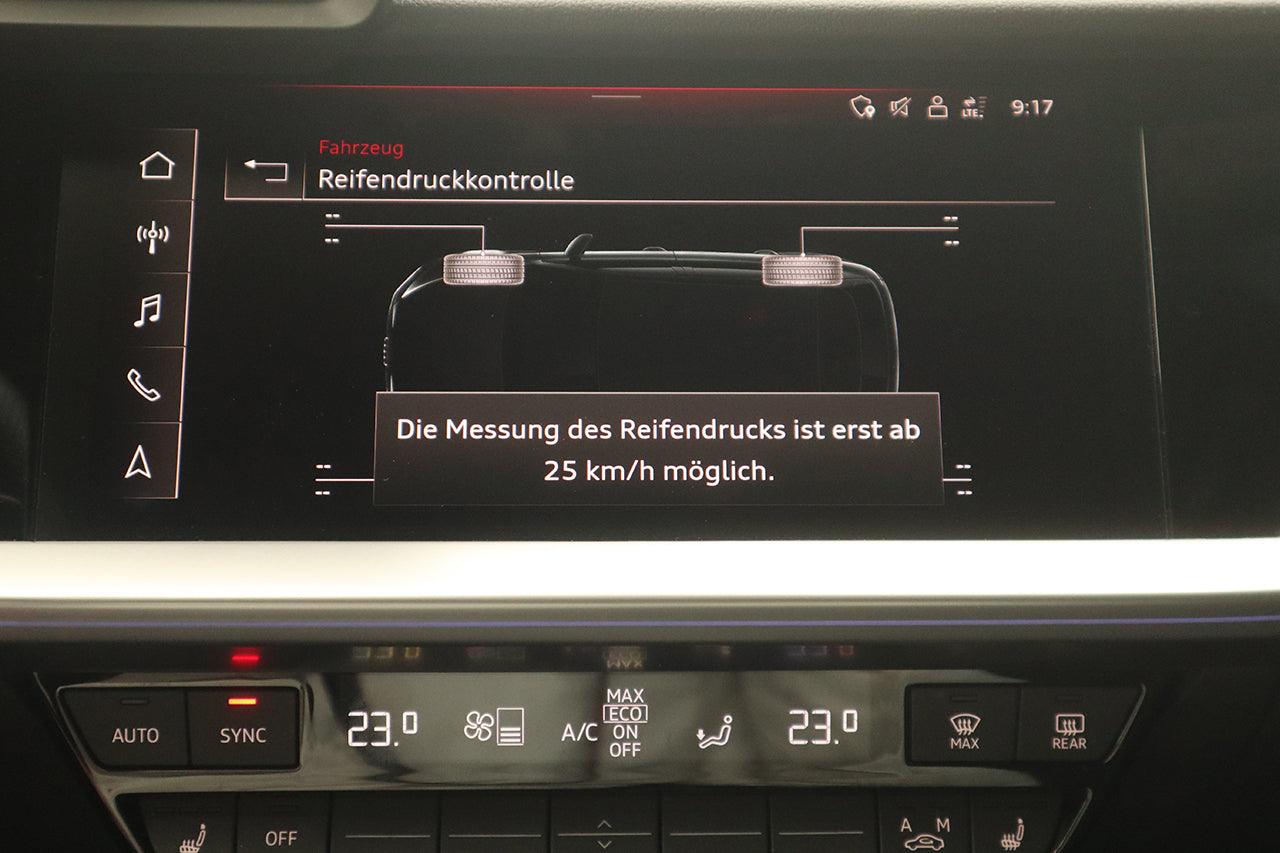 LTE
9:17
Fahrzeug
Reifendruckkontrolle
--
--
--
--
Die Messung des Reifendrucks ist erst ab
25 km/h möglich.
--
--
--
--
AUTO
SYNC
23.0
A/C
MAX
ECO
ON
OFF
23.0
MAX
REAR
OFF
A M